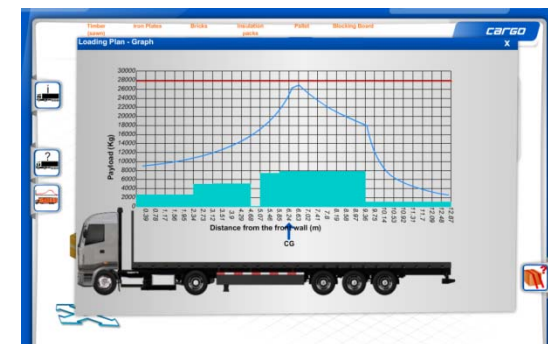 Timber Iron Plates Bricks Insulation Pallet Blocking Board
(sawn) packs
CARGO
Loading Plan - Graph X
30000
28000
26000
24000
22000
20000
18000
16000
14000
12000
10000
8000
6000
4000
2000
0
Payload (Kg)
0.39 0.78 1.17 1.56 1.95 2.34 2.73 3.12 3.51 3.9 4.29 4.68 5.07 5.46 5.85 6.24 6.63 7.02 7.41 7.8 8.19 8.58 8.97 9.36 9.75 10.14 10.53 10.92 11.31 11.7 12.09 12.48 12.87
Distance from the front wall (m)
CG
?
?